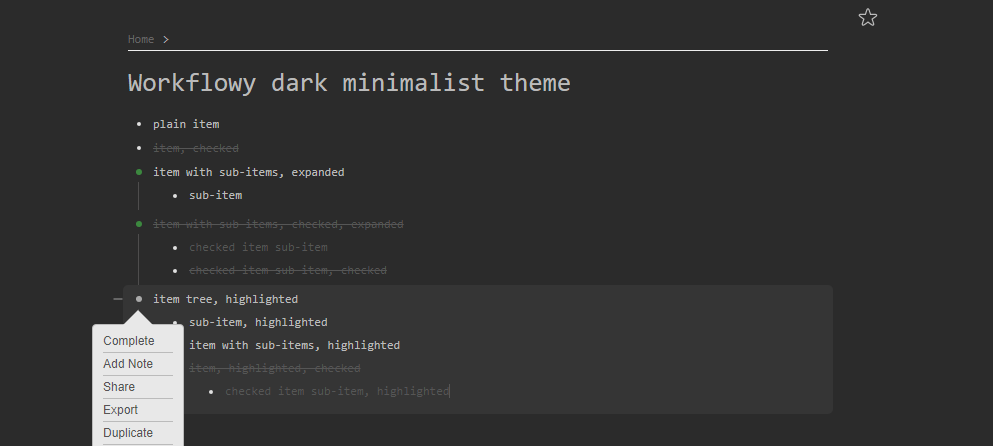 Home >
Workflowy dark minimalist theme
plain item
item, checked
item with sub-items, expanded
sub-item
item with sub-items, checked, expanded
checked item sub-item
checked item sub-item, checked
item tree, highlighted
sub-item, highlighted
item with sub-items, highlighted
item, highlighted, checked
checked item sub-item, highlighted
Complete
Add Note
Share
Export
Duplicate